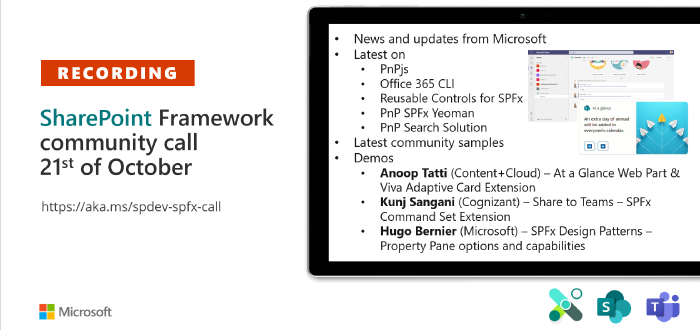 RECORDING
SharePoint Framework
community call
21st of October
https://aka.ms/spdev-spfx-call
Microsoft
• News and updates from Microsoft
• Latest on
• PnPjs
• Office 365 CLI
• Reusable Controls for SPFx
• PnP SPFx Yeoman
• PnP Search Solution
• Latest community samples
• Demos
• Anoop Tatti (Content+Cloud) – At a Glance Web Part &
Viva Adaptive Card Extension
• Kunj Sangani (Cognizant) – Share to Teams – SPFx
Command Set Extension
• Hugo Bernier (Microsoft) – SPFx Design Patterns –
Property Pane options and capabilities
At a glance
An extra day of annual
will be added in
everyone's calendar.